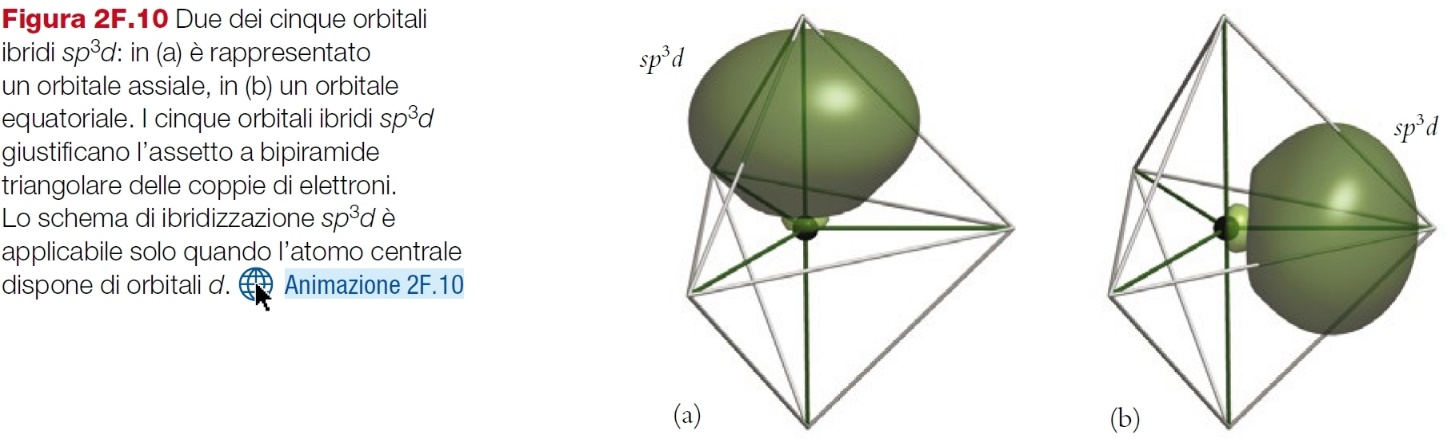 Figura 2F.10 Due dei cinque orbitali
ibridi sp³d: in (a) è rappresentato
un orbitale assiale, in (b) un orbitale
equatoriale. I cinque orbitali ibridi sp³d
giustificano l’assetto a bipiramide
triangolare delle coppie di elettroni.
Lo schema di ibridizzazione sp³d è
applicabile solo quando l’atomo centrale
dispone di orbitali d. Animazione 2F.10
sp³d
(a)
sp³d
(b)